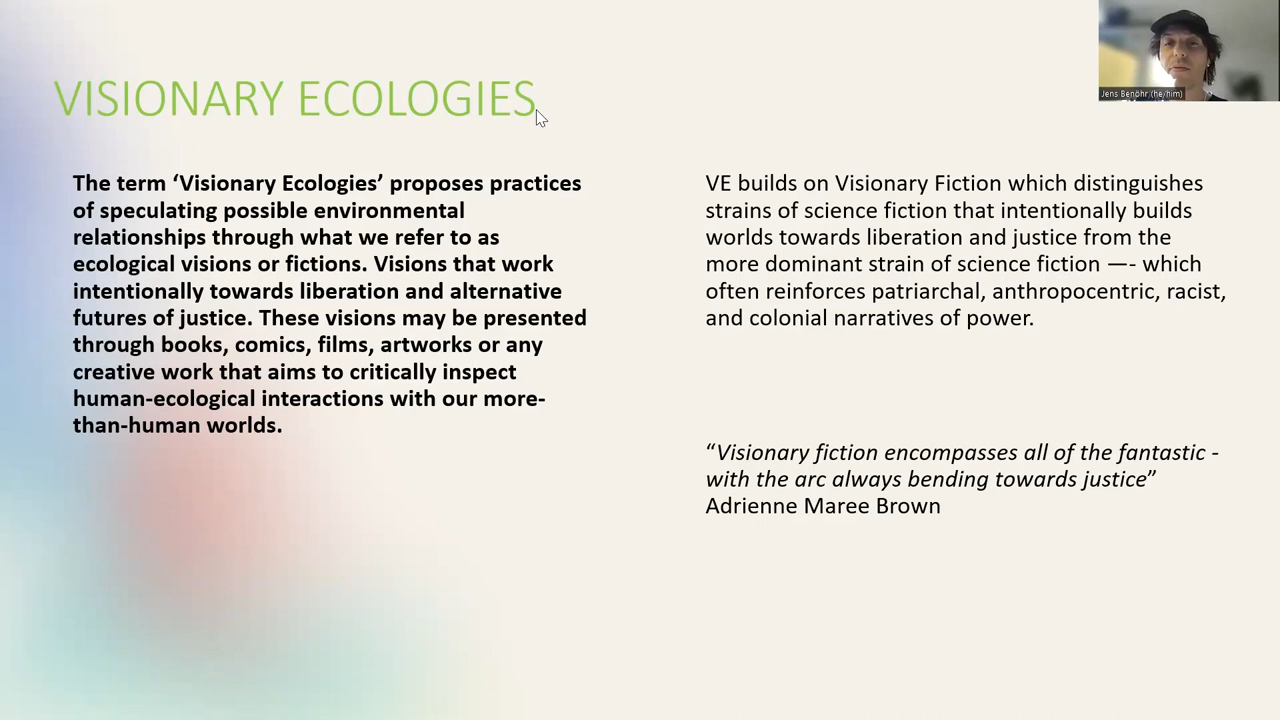 VISIONARY ECOLOGIES
The term ‘Visionary Ecologies’ proposes practices
of speculating possible environmental
relationships through what we refer to as
ecological visions or fictions. Visions that work
intentionally towards liberation and alternative
futures of justice. These visions may be presented
through books, comics, films, artworks or any
creative work that aims to critically inspect
human-ecological interactions with our more-
than-human worlds.
VE builds on Visionary Fiction which distinguishes
strains of science fiction that intentionally builds
worlds towards liberation and justice from the
more dominant strain of science fiction —- which
often reinforces patriarchal, anthropocentric, racist,
and colonial narratives of power.
“Visionary fiction encompasses all of the fantastic -
with the arc always bending towards justice”
Adrienne Maree Brown
Jens Benöhr (he/him)